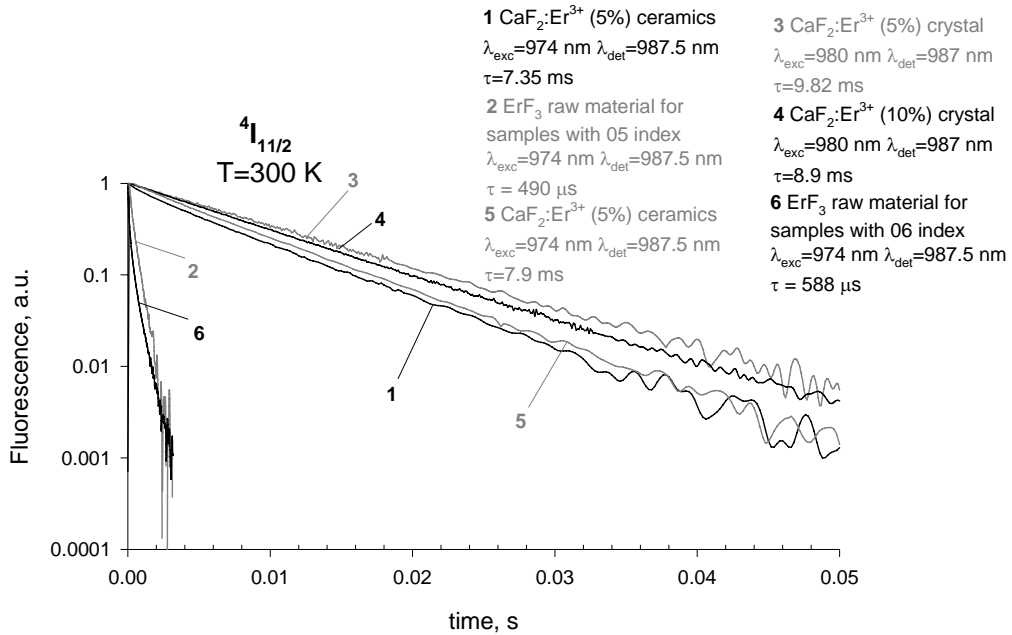 1 CaF₂:Er³⁺ (5%) ceramics
λexc=974 nm λdet=987.5 nm
τ=7.35 ms
2 ErF₃ raw material for
samples with 05 index
λexc=974 nm λdet=987.5 nm
τ = 490 μs
5 CaF₂:Er³⁺ (5%) ceramics
λexc=974 nm λdet=987.5 nm
τ=7.9 ms
3 CaF₂:Er³⁺ (5%) crystal
λexc=980 nm λdet=987 nm
τ=9.82 ms
4 CaF₂:Er³⁺ (10%) crystal
λexc=980 nm λdet=987 nm
τ=8.9 ms
6 ErF₃ raw material for
samples with 06 index
λexc=974 nm λdet=987.5 nm
τ = 588 μs
⁴I₁₁/₂
T=300 K
3
4
2
6
1
5
Fluorescence, a.u.
1
0.1
0.01
0.001
0.0001
0.00 0.01 0.02 0.03 0.04 0.05
time, s